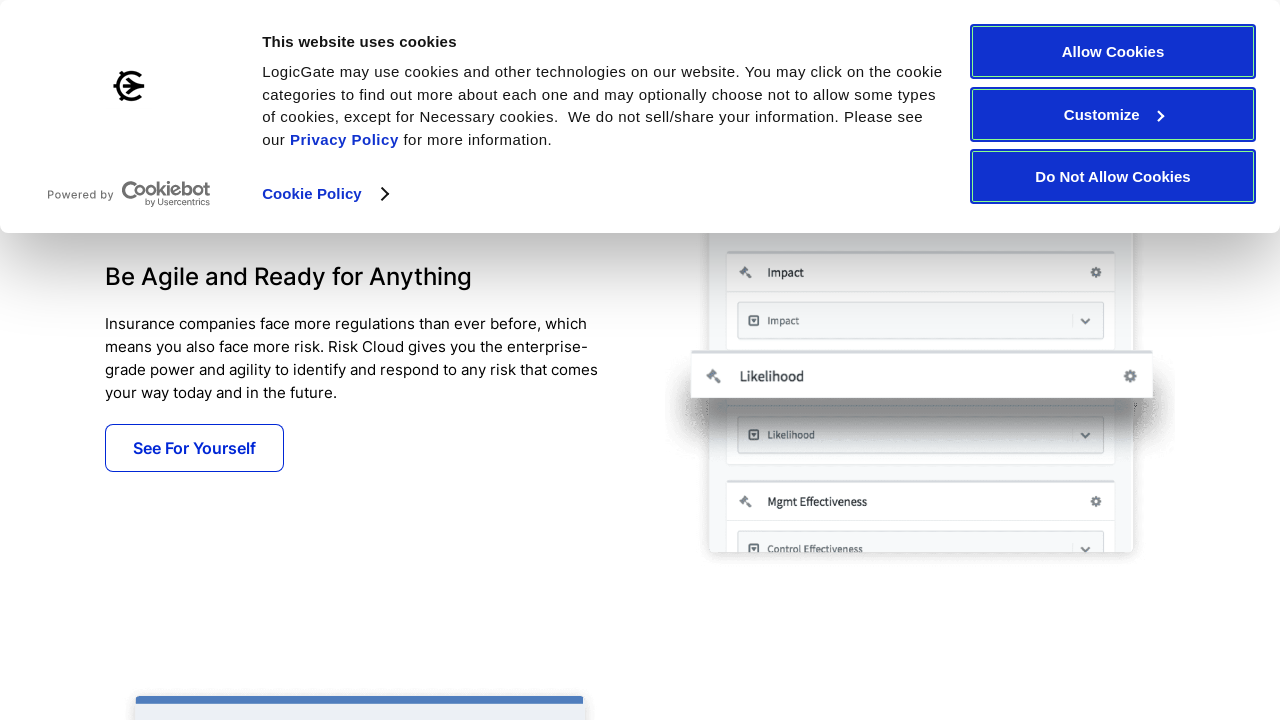 This website uses cookies
LogicGate may use cookies and other technologies on our website. You may click on the cookie
categories to find out more about each one and may optionally choose not to allow some types
of cookies, except for Necessary cookies.  We do not sell/share your information. Please see
our Privacy Policy for more information.
Cookie Policy
Powered by Cookiebot
by Usercentrics
Allow Cookies
Customize
Do Not Allow Cookies
Be Agile and Ready for Anything
Insurance companies face more regulations than ever before, which
means you also face more risk. Risk Cloud gives you the enterprise-
grade power and agility to identify and respond to any risk that comes
your way today and in the future.
See For Yourself
Impact
Impact
Likelihood
Likelihood
Mgmt Effectiveness
Control Effectiveness